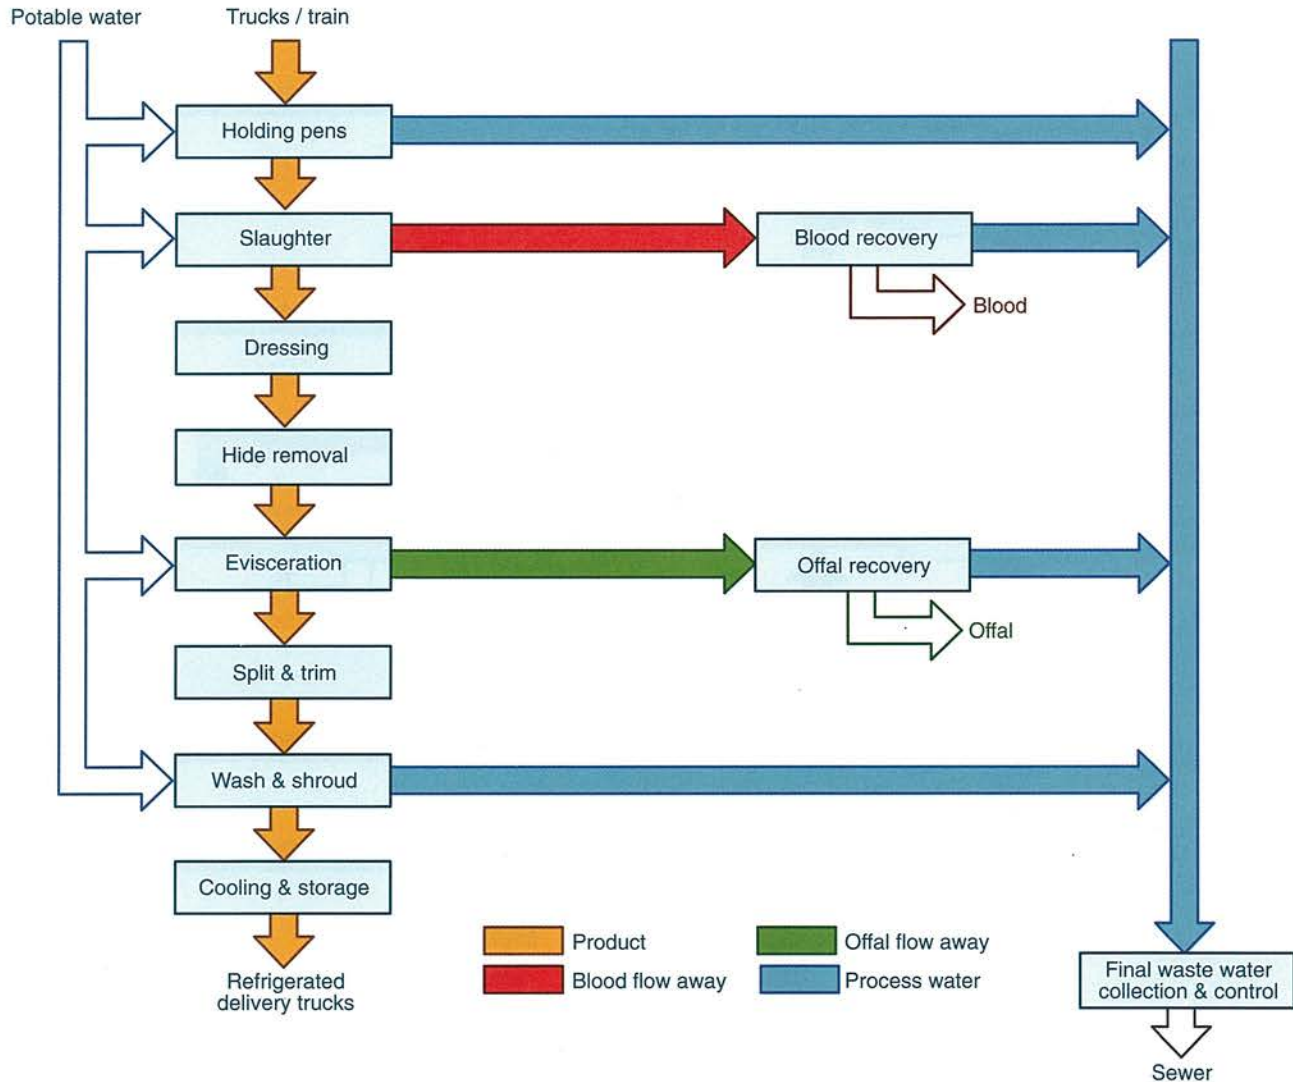 Potable water
Trucks / train
Holding pens
Slaughter
Blood recovery
Blood
Dressing
Hide removal
Evisceration
Offal recovery
Offal
Split & trim
Wash & shroud
Cooling & storage
Refrigerated
delivery trucks
Product
Offal flow away
Blood flow away
Process water
Final waste water
collection & control
Sewer